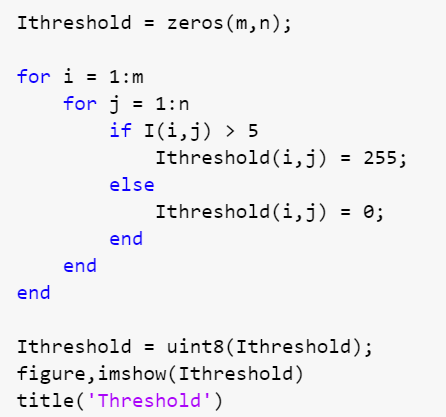 Ithreshold = zeros(m,n);
for i = 1:m
    for j = 1:n
        if I(i,j) > 5
            Ithreshold(i,j) = 255;
        else
            Ithreshold(i,j) = 0;
        end
    end
end
Ithreshold = uint8(Ithreshold);
figure,imshow(Ithreshold)
title('Threshold')